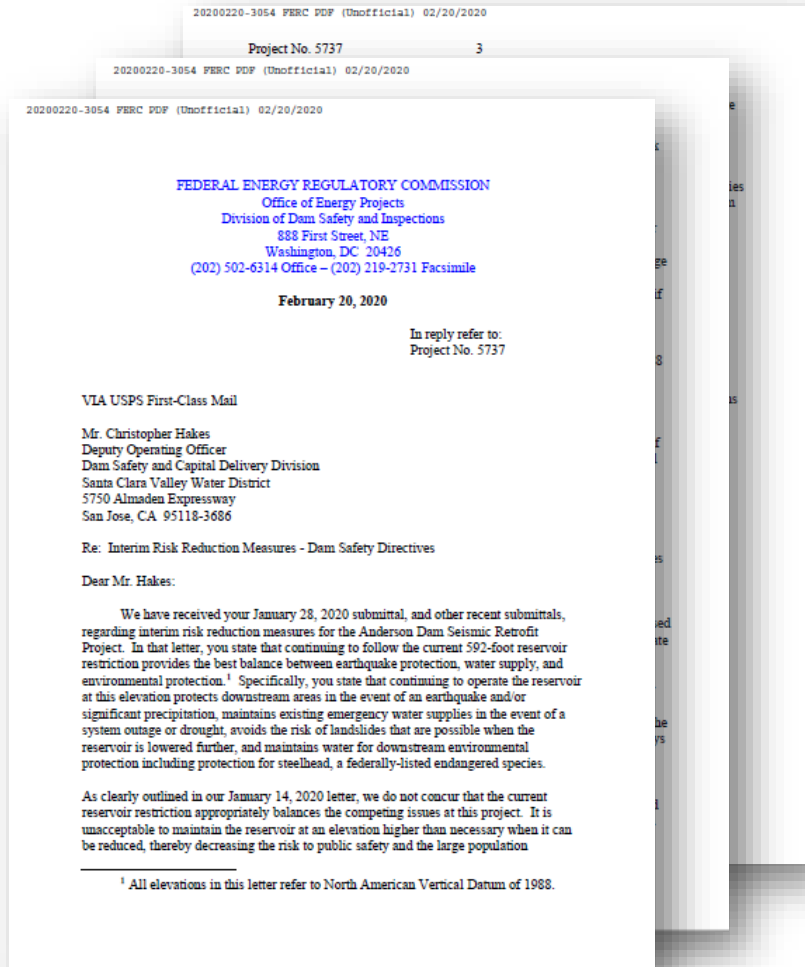 20200220-3054 FERC PDF (Unofficial) 02/20/2020
Project No. 5737 3
20200220-3054 FERC PDF (Unofficial) 02/20/2020
20200220-3054 FERC PDF (Unofficial) 02/20/2020
FEDERAL ENERGY REGULATORY COMMISSION
Office of Energy Projects
Division of Dam Safety and Inspections
888 First Street, NE
Washington, DC 20426
(202) 502-6314 Office – (202) 219-2731 Facsimile
February 20, 2020
In reply refer to:
Project No. 5737
VIA USPS First-Class Mail
Mr. Christopher Hakes
Deputy Operating Officer
Dam Safety and Capital Delivery Division
Santa Clara Valley Water District
5750 Almaden Expressway
San Jose, CA 95118-3686
Re: Interim Risk Reduction Measures - Dam Safety Directives
Dear Mr. Hakes:
We have received your January 28, 2020 submittal, and other recent submittals,
regarding interim risk reduction measures for the Anderson Dam Seismic Retrofit
Project. In that letter, you state that continuing to follow the current 592-foot reservoir
restriction provides the best balance between earthquake protection, water supply, and
environmental protection.¹ Specifically, you state that continuing to operate the reservoir
at this elevation protects downstream areas in the event of an earthquake and/or
significant precipitation, maintains existing emergency water supplies in the event of a
system outage or drought, avoids the risk of landslides that are possible when the
reservoir is lowered further, and maintains water for downstream environmental
protection including protection for steelhead, a federally-listed endangered species.
As clearly outlined in our January 14, 2020 letter, we do not concur that the current
reservoir restriction appropriately balances the competing issues at this project. It is
unacceptable to maintain the reservoir at an elevation higher than necessary when it can
be reduced, thereby decreasing the risk to public safety and the large population
¹ All elevations in this letter refer to North American Vertical Datum of 1988.